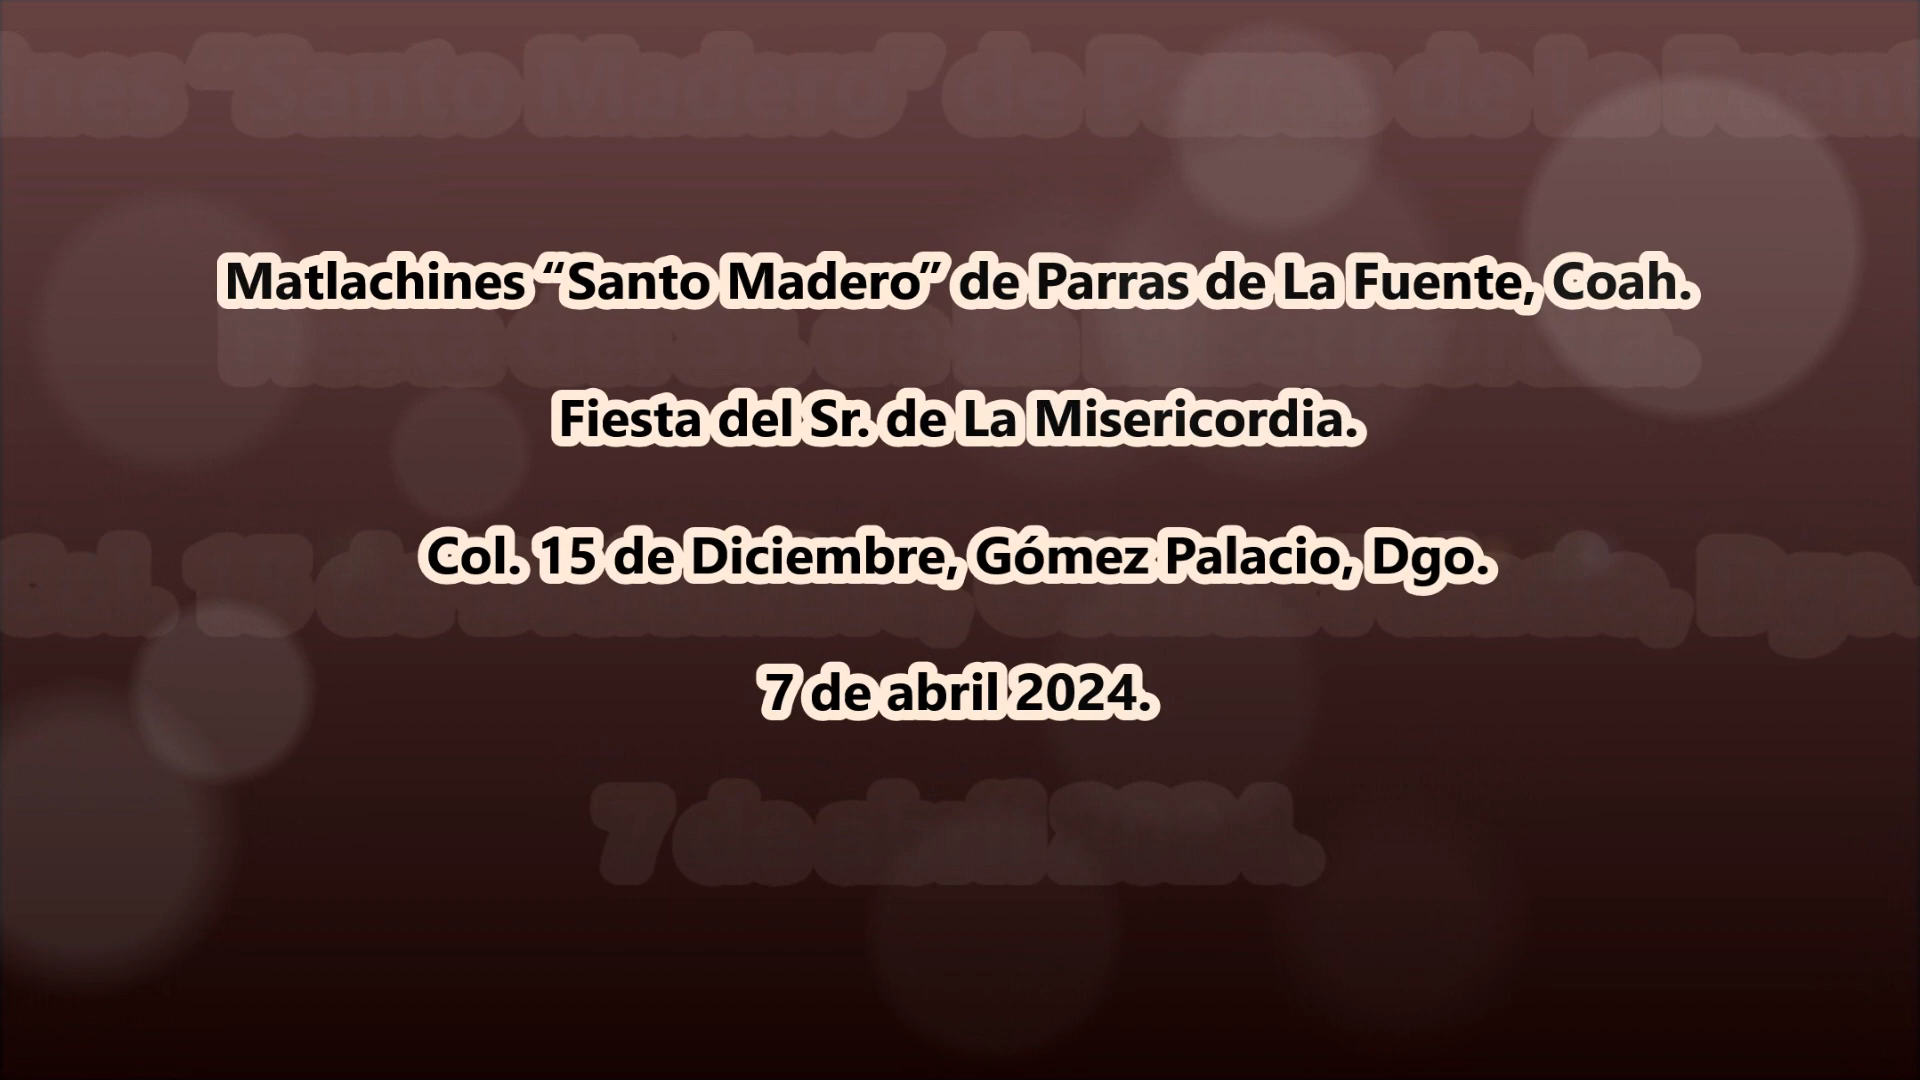 Matlachines “Santo Madero” de Parras de La Fuente, Coah.
Fiesta del Sr. de La Misericordia.
Col. 15 de Diciembre, Gómez Palacio, Dgo.
7 de abril 2024.